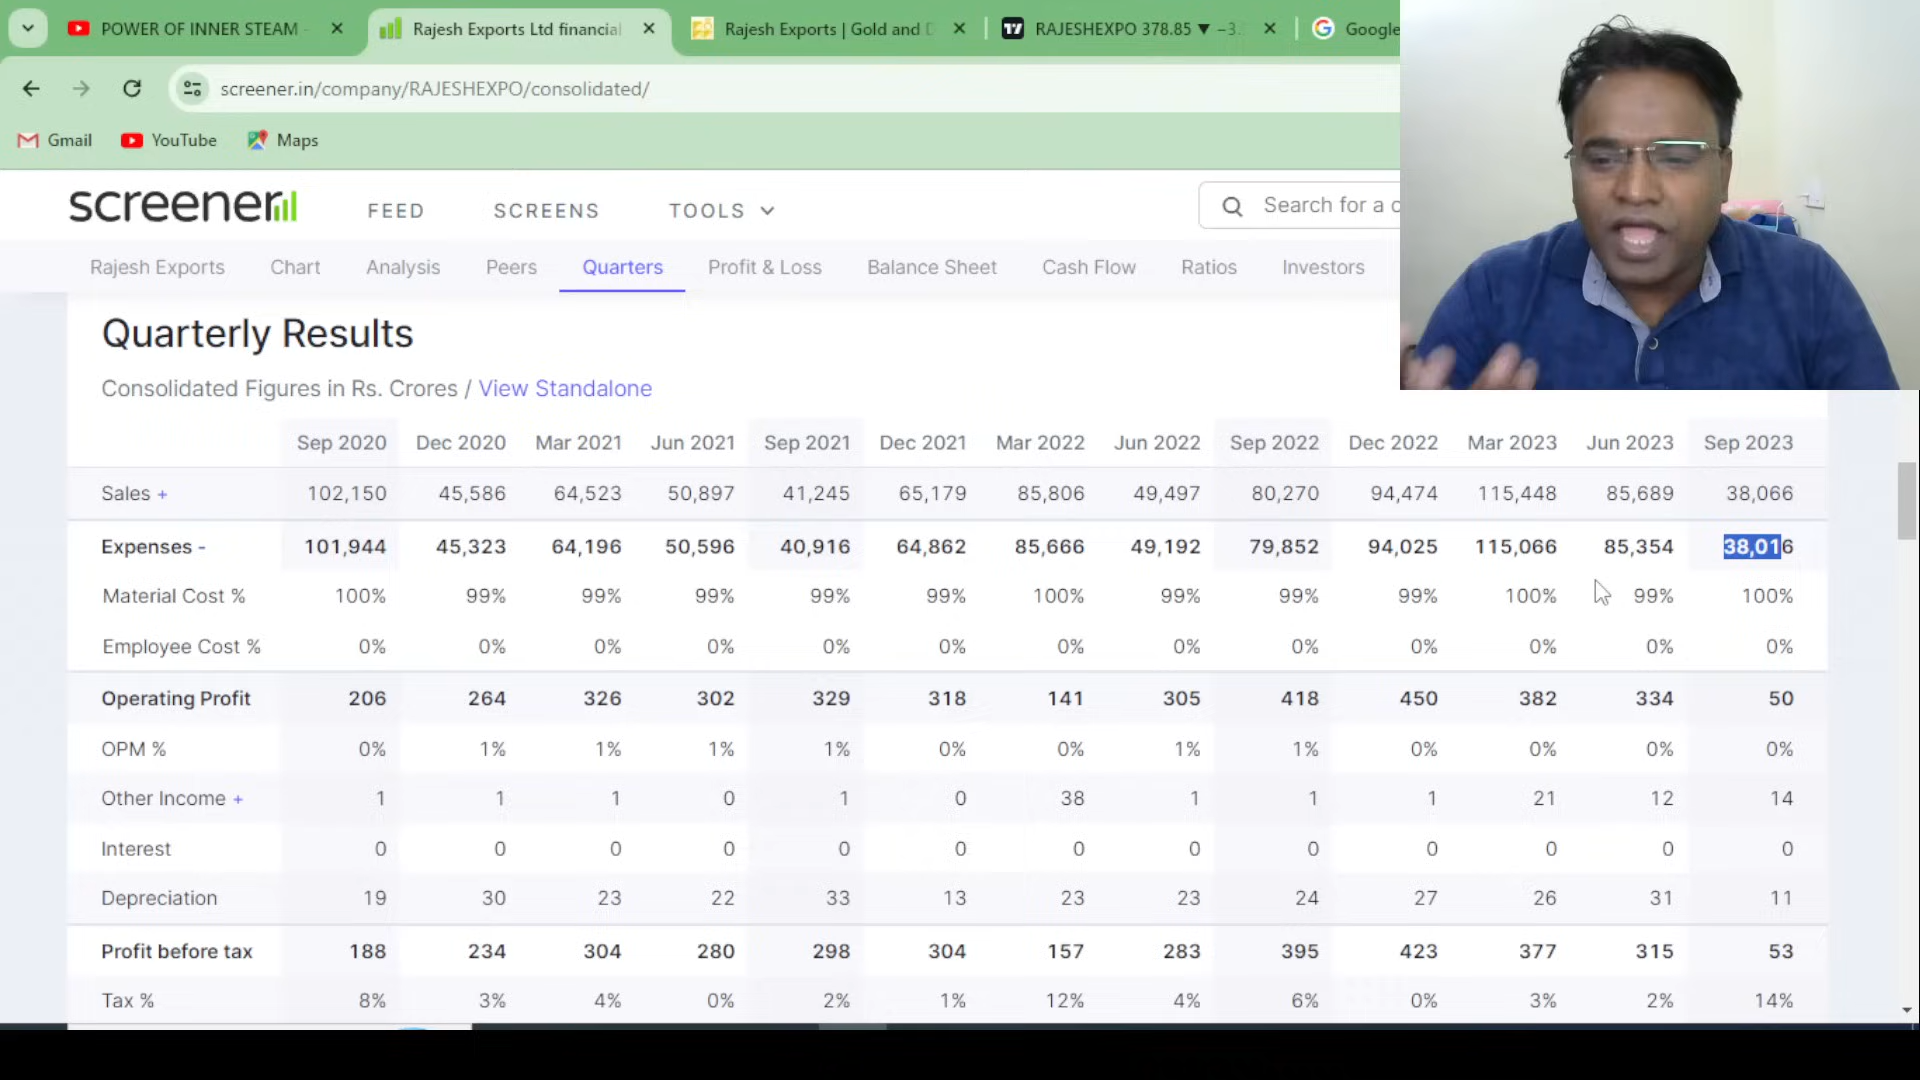 POWER OF INNER STEAM
Rajesh Exports Ltd financial
Rajesh Exports | Gold and D
RAJESHEXPO 378.85 ▼ −3.
Google
screener.in/company/RAJESHEXPO/consolidated/
Gmail YouTube Maps
screener FEED SCREENS TOOLS Search for a c
Rajesh Exports Chart Analysis Peers Quarters Profit & Loss Balance Sheet Cash Flow Ratios Investors
Quarterly Results
Consolidated Figures in Rs. Crores / View Standalone
Sep 2020 Dec 2020 Mar 2021 Jun 2021 Sep 2021 Dec 2021 Mar 2022 Jun 2022 Sep 2022 Dec 2022 Mar 2023 Jun 2023 Sep 2023
Sales + 102,150 45,586 64,523 50,897 41,245 65,179 85,806 49,497 80,270 94,474 115,448 85,689 38,066
Expenses - 101,944 45,323 64,196 50,596 40,916 64,862 85,666 49,192 79,852 94,025 115,066 85,354 38,016
Material Cost % 100% 99% 99% 99% 99% 99% 100% 99% 99% 99% 100% 99% 100%
Employee Cost % 0% 0% 0% 0% 0% 0% 0% 0% 0% 0% 0% 0% 0%
Operating Profit 206 264 326 302 329 318 141 305 418 450 382 334 50
OPM % 0% 1% 1% 1% 1% 0% 0% 1% 1% 0% 0% 0% 0%
Other Income + 1 1 1 0 1 0 38 1 1 1 21 12 14
Interest 0 0 0 0 0 0 0 0 0 0 0 0 0
Depreciation 19 30 23 22 33 13 23 23 24 27 26 31 11
Profit before tax 188 234 304 280 298 304 157 283 395 423 377 315 53
Tax % 8% 3% 4% 0% 2% 1% 12% 4% 6% 0% 3% 2% 14%